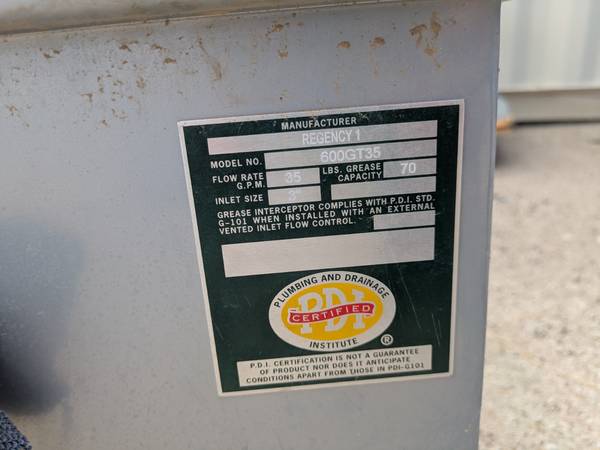 MANUFACTURER
REGENCY 1
MODEL NO. 600GT35
FLOW RATE G.P.M. 35 LBS. GREASE CAPACITY 70
INLET SIZE 3"
GREASE INTERCEPTOR COMPLIES WITH P.D.I. STD.
G-101 WHEN INSTALLED WITH AN EXTERNAL
VENTED INLET FLOW CONTROL.
PLUMBING AND DRAINAGE
PDI
CERTIFIED
INSTITUTE ®
P.D.I. CERTIFICATION IS NOT A GUARANTEE
OF PRODUCT NOR DOES IT ANTICIPATE
CONDITIONS APART FROM THOSE IN PDI-G101